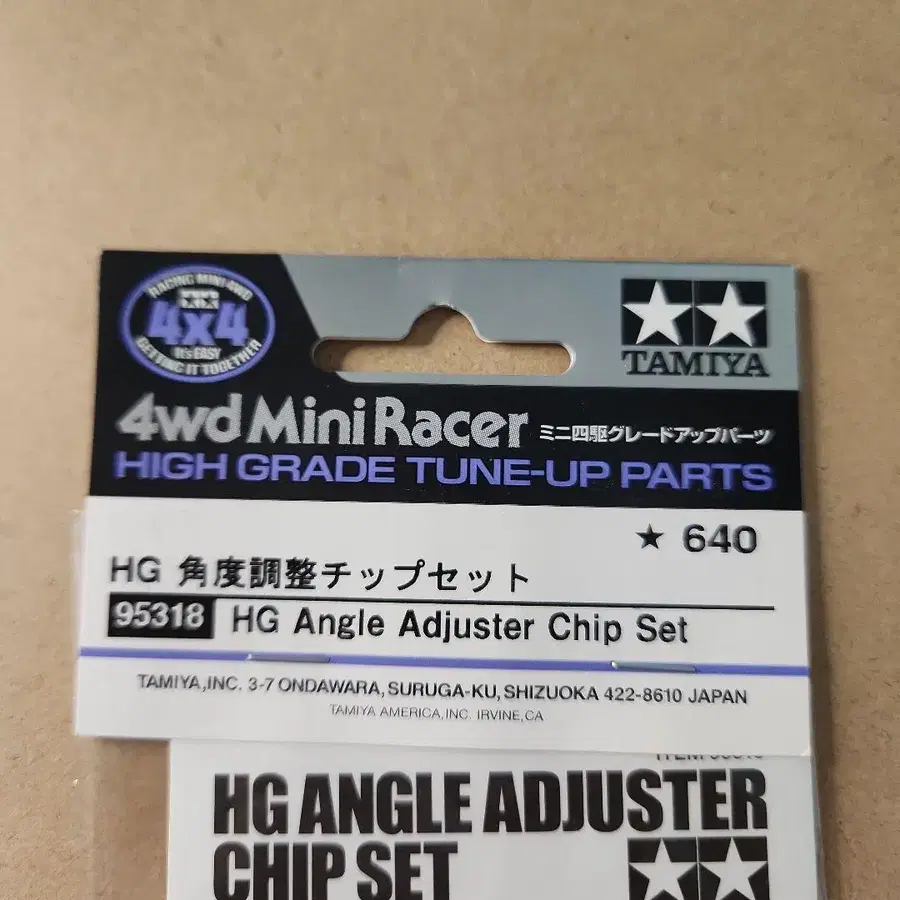 RACING MINI 4WD
4x4
It's EASY
GETTING IT TOGETHER
TAMIYA
4wd Mini Racer ミニ四駆グレードアップパーツ
HIGH GRADE TUNE-UP PARTS
★ 640
HG 角度調整チップセット
95318 HG Angle Adjuster Chip Set
TAMIYA,INC. 3-7 ONDAWARA, SURUGA-KU, SHIZUOKA 422-8610 JAPAN
TAMIYA AMERICA, INC. IRVINE, CA
HG ANGLE ADJUSTER
CHIP SET